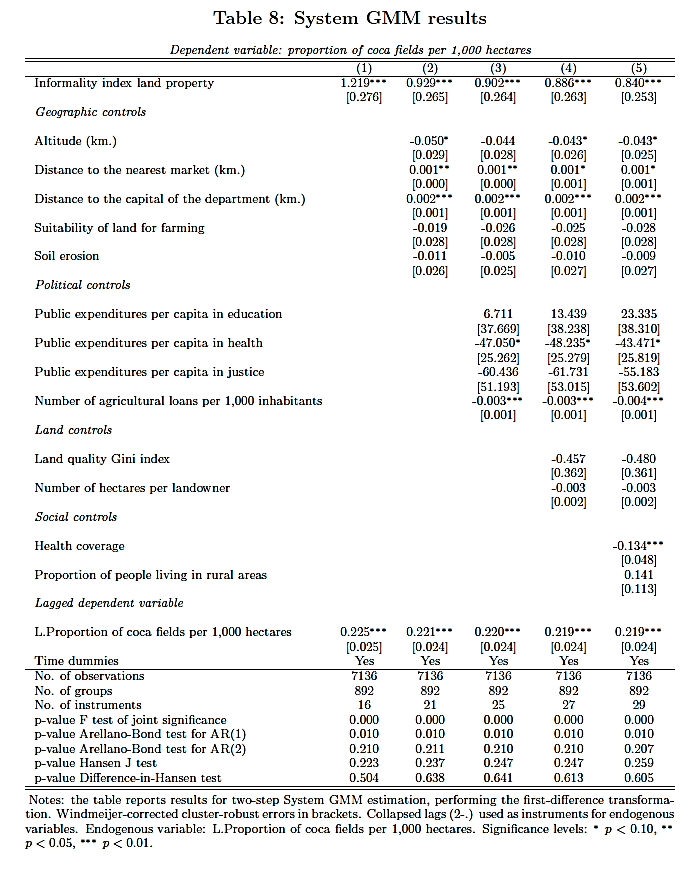 Table 8: System GMM results
Dependent variable: proportion of coca fields per 1,000 hectares
(1) (2) (3) (4) (5)
Informality index land property 1.219*** 0.929*** 0.902*** 0.886*** 0.840***
[0.276] [0.265] [0.264] [0.263] [0.253]
Geographic controls
Altitude (km.) -0.050* -0.044 -0.043* -0.043*
[0.029] [0.028] [0.026] [0.025]
Distance to the nearest market (km.) 0.001** 0.001** 0.001* 0.001*
[0.000] [0.000] [0.001] [0.001]
Distance to the capital of the department (km.) 0.002*** 0.002*** 0.002*** 0.002***
[0.001] [0.001] [0.001] [0.001]
Suitability of land for farming -0.019 -0.026 -0.025 -0.028
[0.028] [0.028] [0.028] [0.028]
Soil erosion -0.011 -0.005 -0.010 -0.009
[0.026] [0.025] [0.027] [0.027]
Political controls
Public expenditures per capita in education 6.711 13.439 23.335
[37.669] [38.238] [38.310]
Public expenditures per capita in health -47.050* -48.235* -43.471*
[25.262] [25.279] [25.819]
Public expenditures per capita in justice -60.436 -61.731 -55.183
[51.193] [53.015] [53.602]
Number of agricultural loans per 1,000 inhabitants -0.003*** -0.003*** -0.004***
[0.001] [0.001] [0.001]
Land controls
Land quality Gini index -0.457 -0.480
[0.362] [0.361]
Number of hectares per landowner -0.003 -0.003
[0.002] [0.002]
Social controls
Health coverage -0.134***
[0.048]
Proportion of people living in rural areas 0.141
[0.113]
Lagged dependent variable
L.Proportion of coca fields per 1,000 hectares 0.225*** 0.221*** 0.220*** 0.219*** 0.219***
[0.025] [0.024] [0.024] [0.024] [0.024]
Time dummies Yes Yes Yes Yes Yes
No. of observations 7136 7136 7136 7136 7136
No. of groups 892 892 892 892 892
No. of instruments 16 21 25 27 29
p-value F test of joint significance 0.000 0.000 0.000 0.000 0.000
p-value Arellano-Bond test for AR(1) 0.010 0.010 0.010 0.010 0.010
p-value Arellano-Bond test for AR(2) 0.210 0.211 0.210 0.210 0.207
p-value Hansen J test 0.223 0.237 0.247 0.247 0.259
p-value Difference-in-Hansen test 0.504 0.638 0.641 0.613 0.605
Notes: the table reports results for two-step System GMM estimation, performing the first-difference transforma-
tion. Windmeijer-corrected cluster-robust errors in brackets. Collapsed lags (2-.) used as instruments for endogenous
variables. Endogenous variable: L.Proportion of coca fields per 1,000 hectares. Significance levels: * p < 0.10, **
p < 0.05, *** p < 0.01.